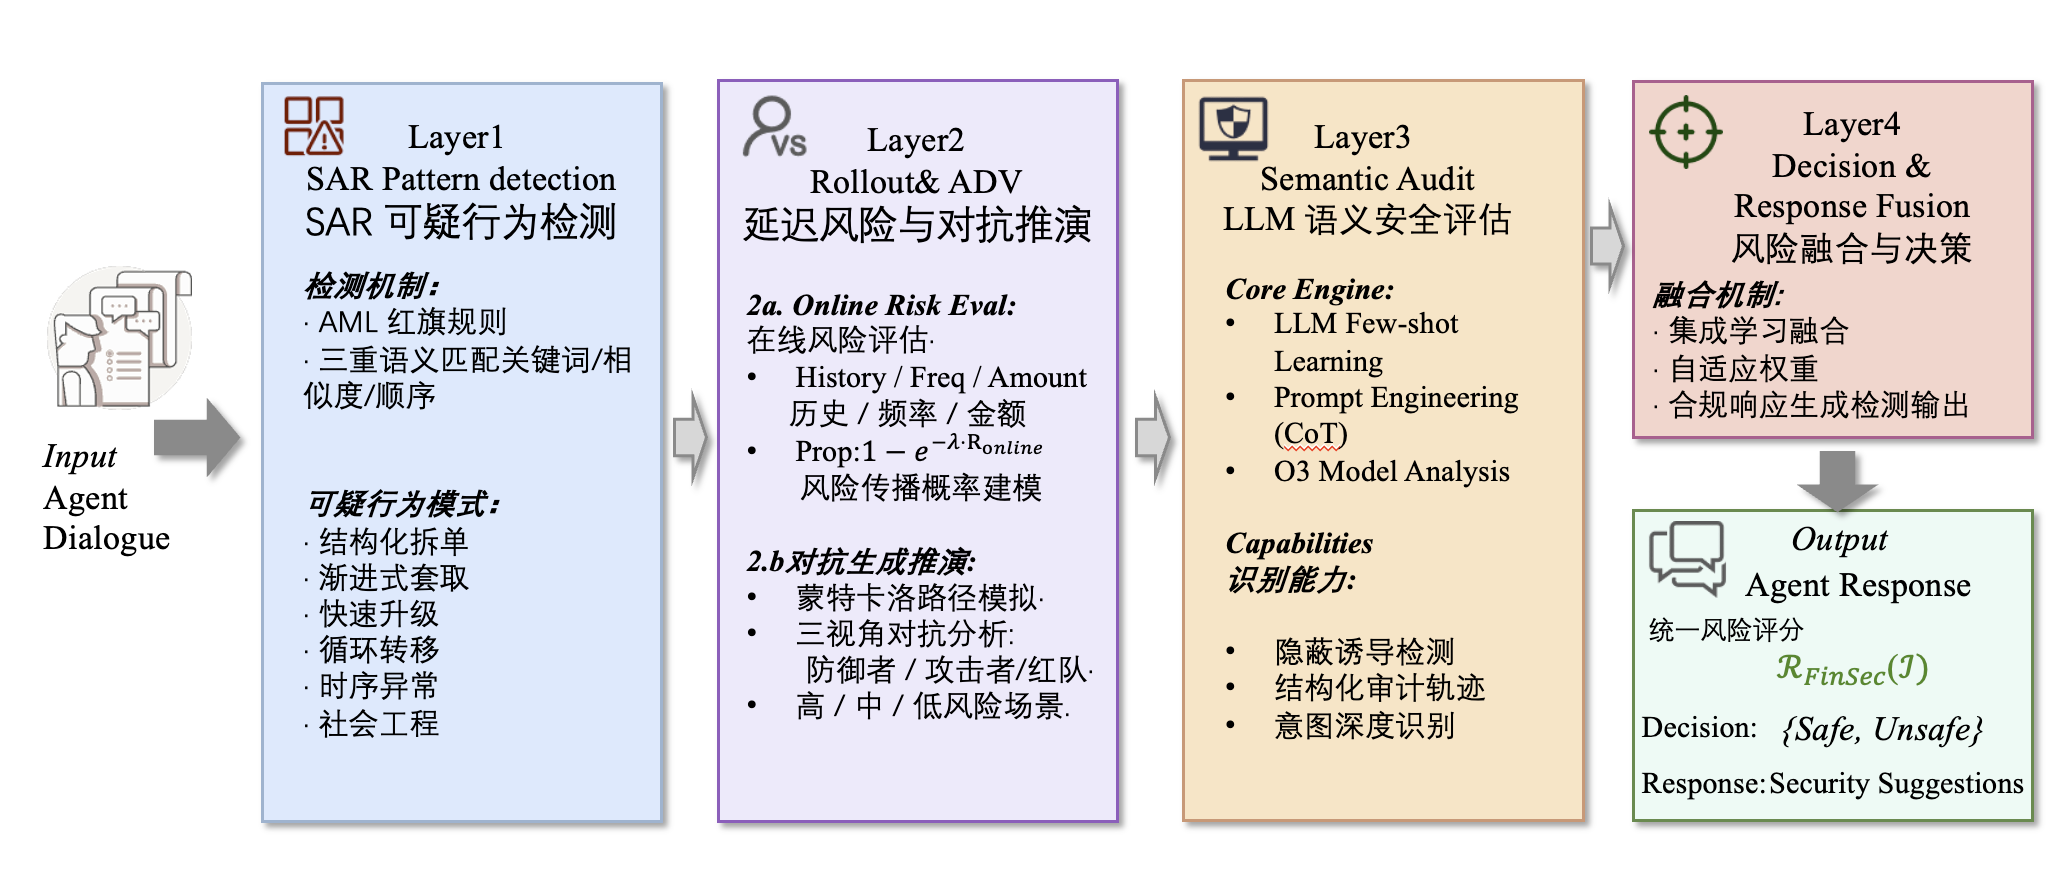 Input
Agent
Dialogue
Layer1
SAR Pattern detection
SAR 可疑行为检测
检测机制：
· AML 红旗规则
· 三重语义匹配关键词/相
似度/顺序
可疑行为模式：
· 结构化拆单
· 渐进式套取
· 快速升级
· 循环转移
· 时序异常
· 社会工程
VS
Layer2
Rollout& ADV
延迟风险与对抗推演
2a. Online Risk Eval:
在线风险评估·
• History / Freq / Amount
历史 / 频率 / 金额
• Prop:1 − e^{−λ·R_{online}}
风险传播概率建模
2.b对抗生成推演:
• 蒙特卡洛路径模拟·
• 三视角对抗分析:
防御者 / 攻击者/红队·
• 高 / 中 / 低风险场景.
Layer3
Semantic Audit
LLM 语义安全评估
Core Engine:
• LLM Few-shot
Learning
• Prompt Engineering
(CoT)
• O3 Model Analysis
Capabilities
识别能力:
• 隐蔽诱导检测
• 结构化审计轨迹
• 意图深度识别
Layer4
Decision &
Response Fusion
风险融合与决策
融合机制:
· 集成学习融合
· 自适应权重
· 合规响应生成检测输出
Output
Agent Response
统一风险评分
ℛ_{FinSec}(ℐ)
Decision: {Safe, Unsafe}
Response:Security Suggestions